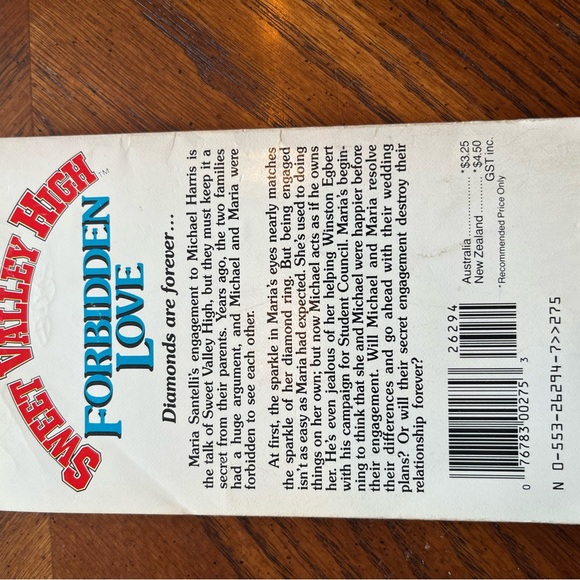 SWEET VALLEY HIGH™
FORBIDDEN
LOVE
Diamonds are forever...
Maria Santelli's engagement to Michael Harris is
the talk of Sweet Valley High, but they must keep it a
secret from their parents. Years ago, the two families
had a huge argument, and Michael and Maria were
forbidden to see each other.
At first, the sparkle in Maria's eyes nearly matches
the sparkle of her diamond ring. But being engaged
isn't as easy as Maria had expected. She's used to doing
things on her own; but now Michael acts as if he owns
her. He's even jealous of her helping Winston Egbert
with his campaign for Student Council. Maria's begin-
ning to think that she and Michael were happier before
their engagement. Will Michael and Maria resolve
their differences and go ahead with their wedding
plans? Or will their secret engagement destroy their
relationship forever?
Australia............*$3.25
New Zealand ......*$4.50
GST inc.
*Recommended Price Only
26294
0 76783 00275 3
N 0-553-26294-7>>275